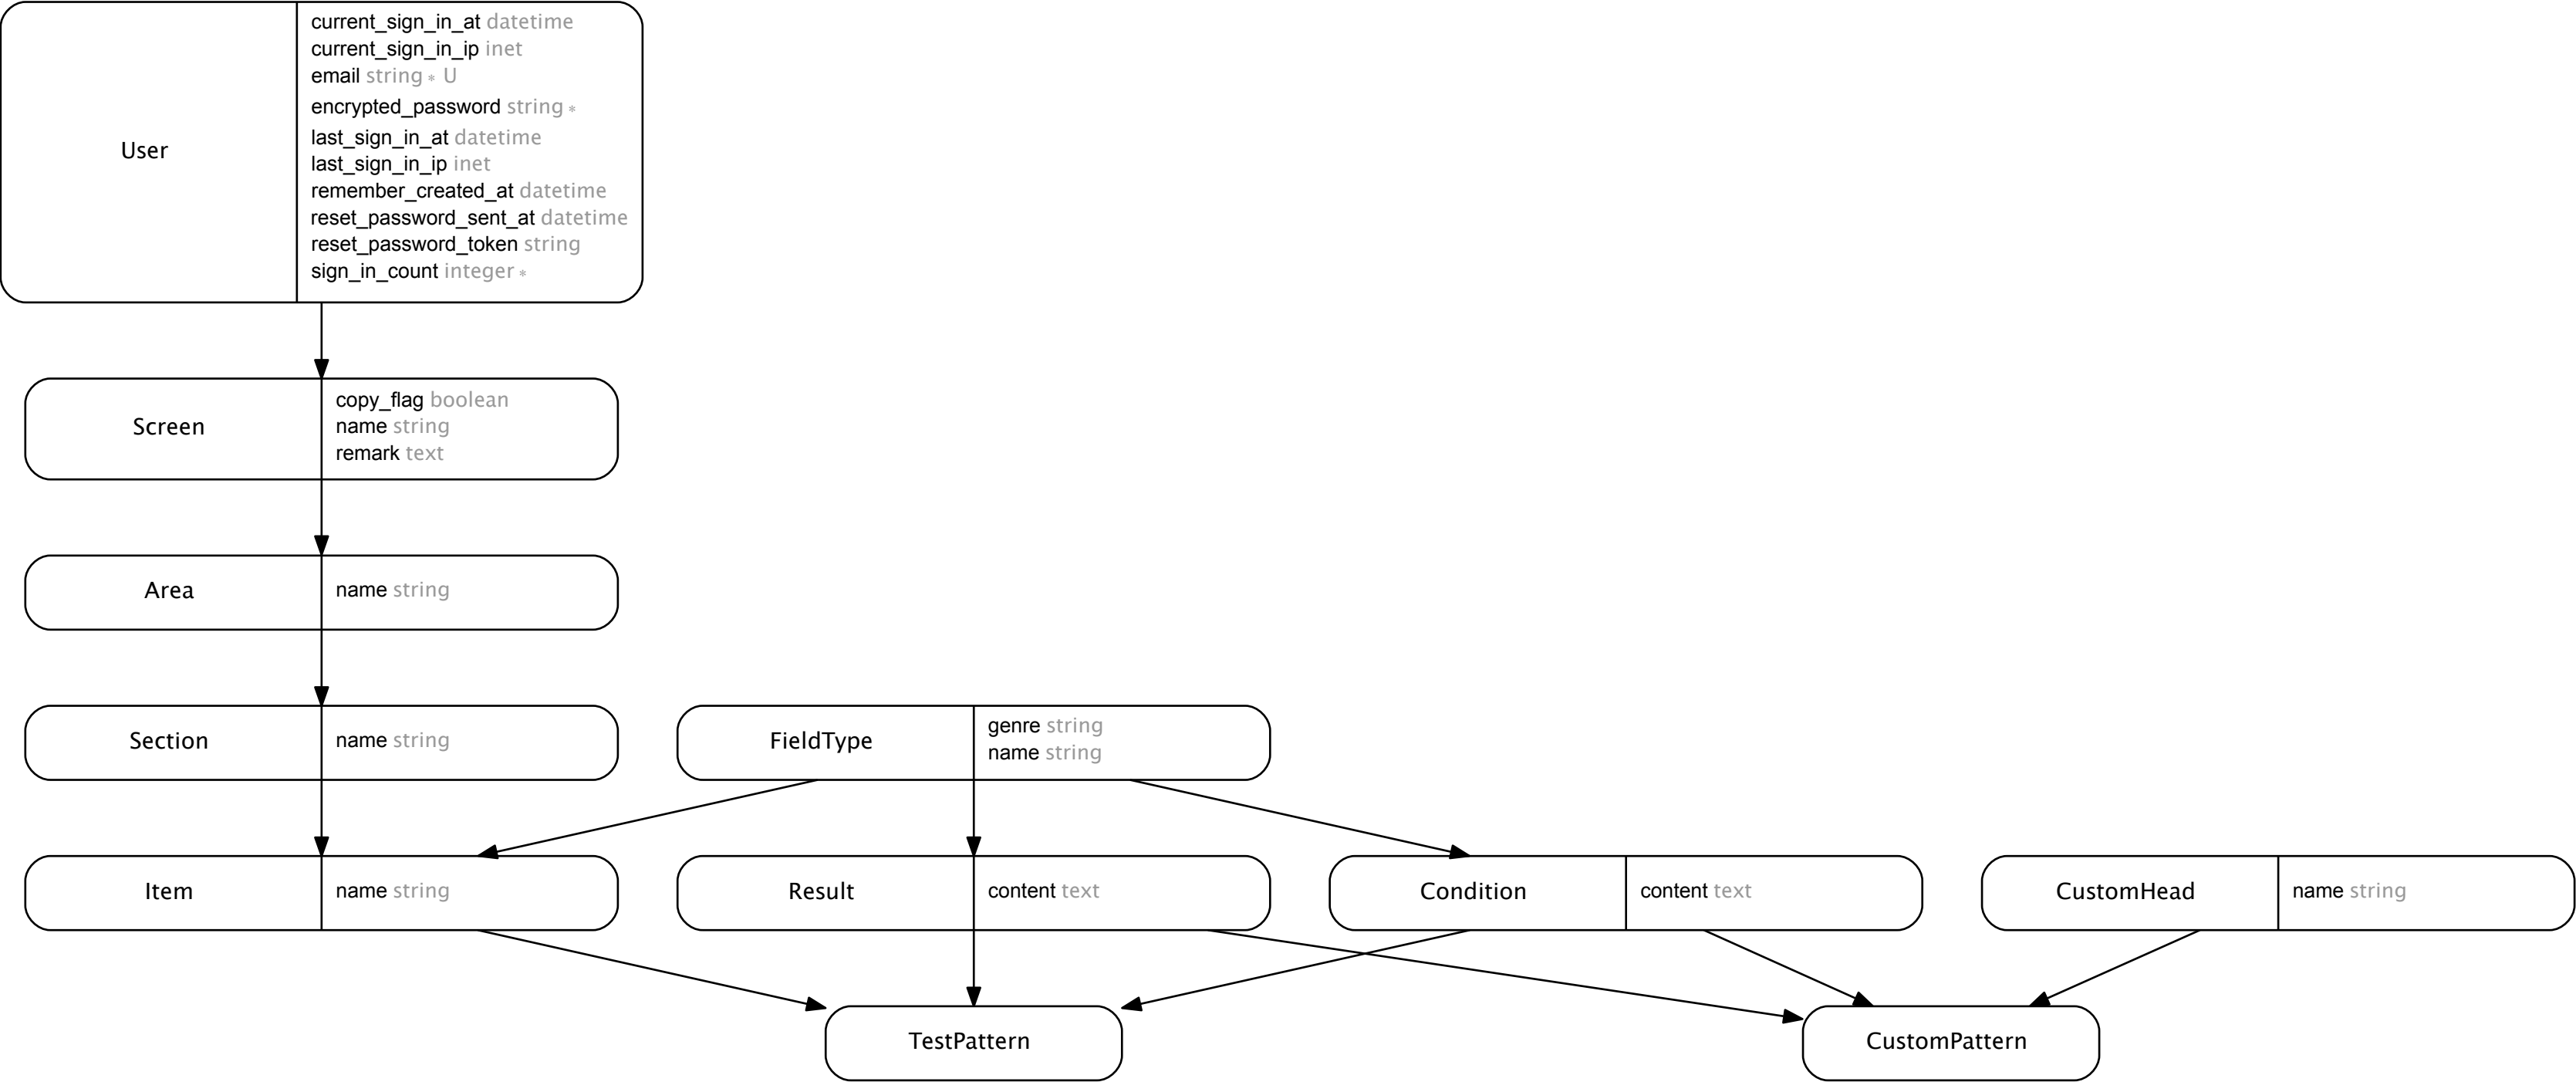 User
current_sign_in_at datetime
current_sign_in_ip inet
email string * U
encrypted_password string *
last_sign_in_at datetime
last_sign_in_ip inet
remember_created_at datetime
reset_password_sent_at datetime
reset_password_token string
sign_in_count integer *
Screen
copy_flag boolean
name string
remark text
Area
name string
Section
name string
FieldType
genre string
name string
Item
name string
Result
content text
Condition
content text
CustomHead
name string
TestPattern
CustomPattern